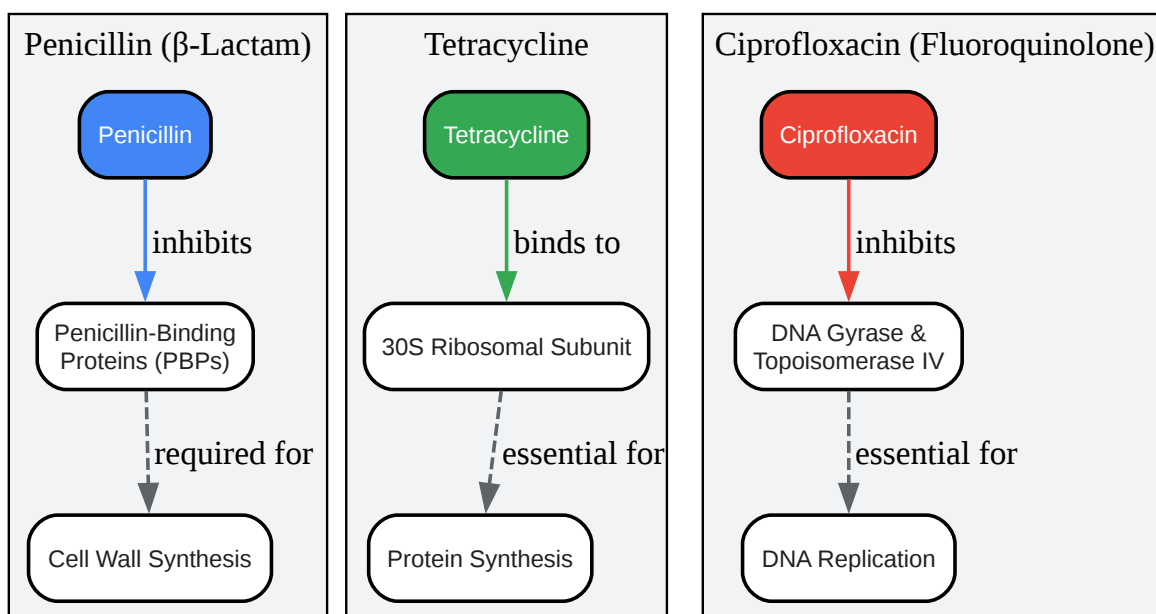 Penicillin (β-Lactam)
Penicillin
inhibits
Penicillin-Binding
Proteins (PBPs)
required for
Cell Wall Synthesis
Tetracycline
Tetracycline
binds to
30S Ribosomal Subunit
essential for
Protein Synthesis
Ciprofloxacin (Fluoroquinolone)
Ciprofloxacin
inhibits
DNA Gyrase &
Topoisomerase IV
essential for
DNA Replication